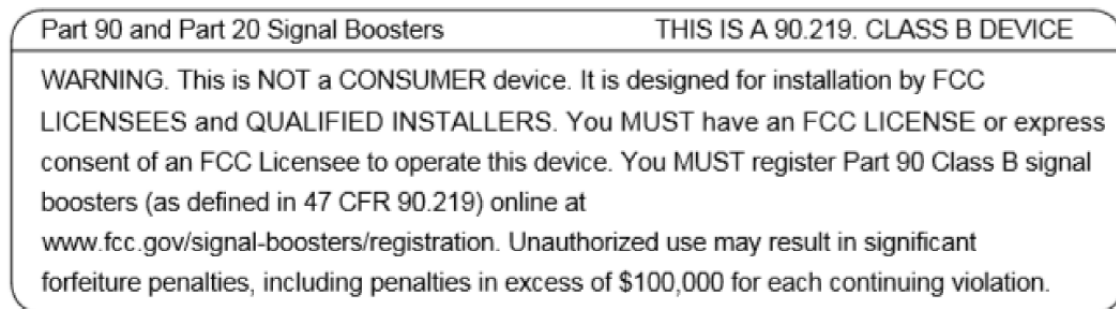 Part 90 and Part 20 Signal Boosters THIS IS A 90.219. CLASS B DEVICE
WARNING. This is NOT a CONSUMER device. It is designed for installation by FCC
LICENSEES and QUALIFIED INSTALLERS. You MUST have an FCC LICENSE or express
consent of an FCC Licensee to operate this device. You MUST register Part 90 Class B signal
boosters (as defined in 47 CFR 90.219) online at
www.fcc.gov/signal-boosters/registration. Unauthorized use may result in significant
forfeiture penalties, including penalties in excess of $100,000 for each continuing violation.